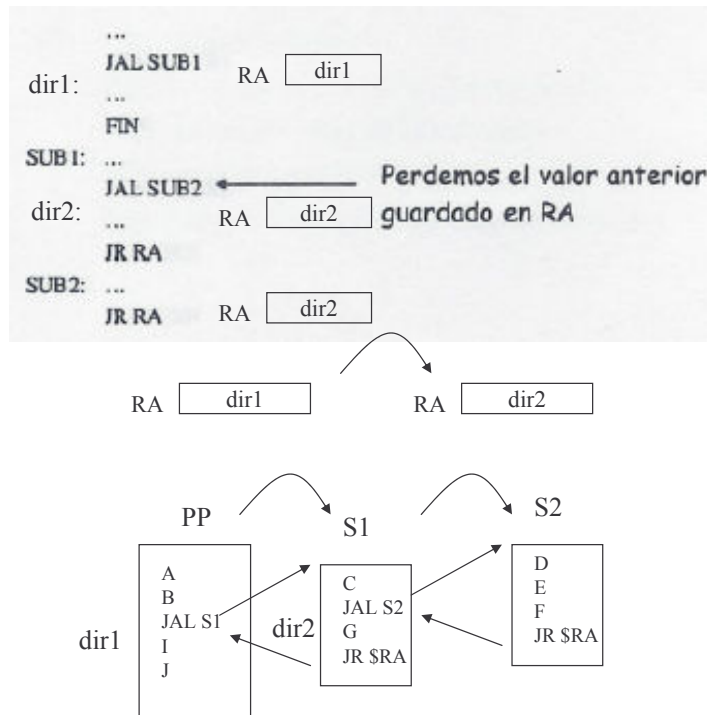 ...
JAL SUB1 RA dir1
dir1:
...
FIN
SUB1: ...
JAL SUB2 Perdemos el valor anterior
dir2: RA dir2 guardado en RA
...
JR RA
SUB2: ...
JR RA RA dir2
RA dir1 RA dir2
PP S1 S2
A
B
JAL S1
dir1
I
J
C
JAL S2
dir2
G
JR $RA
D
E
F
JR $RA